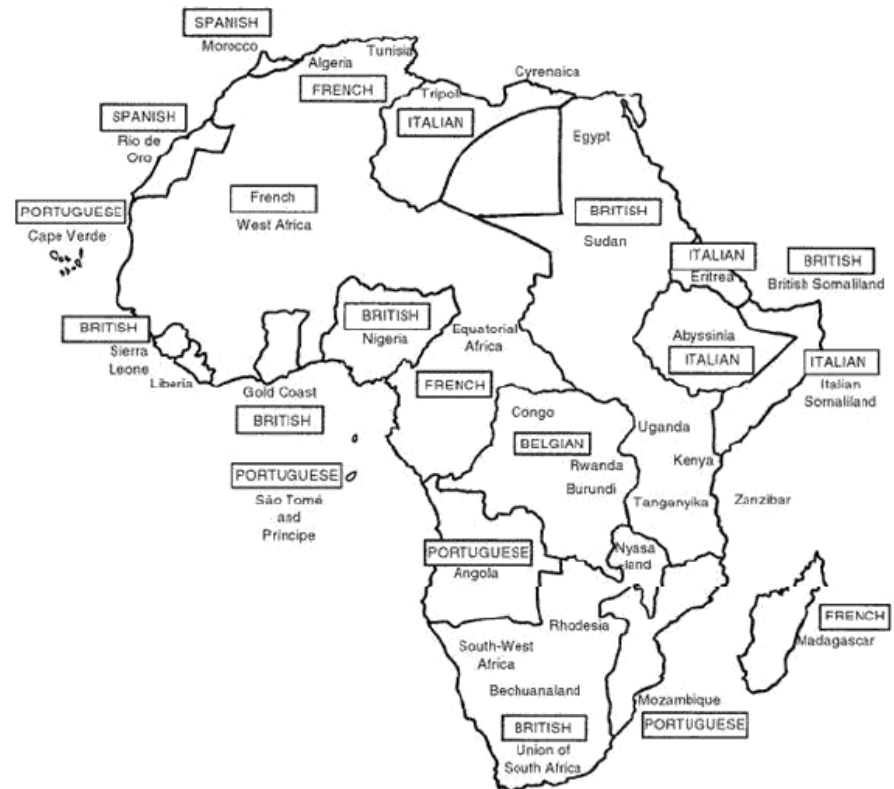 SPANISH
Morocco
Tunisia
Algeria
FRENCH
Cyrenaica
Tripoli
ITALIAN
SPANISH
Rio de
Oro
Egypt
French
West Africa
PORTUGUESE
Cape Verde
BRITISH
Sudan
ITALIAN
Eritrea
BRITISH
British Somaliland
BRITISH
Sierra
Leone
Liberia
BRITISH
Nigeria
Equatorial
Africa
Abyssinia
ITALIAN
ITALIAN
Italian
Somaliland
Gold Coast
BRITISH
FRENCH
Congo
BELGIAN
Rwanda
Burundi
Uganda
Kenya
PORTUGUESE
São Tomé
and
Príncipe
Tanganyika
Zanzibar
PORTUGUESE
Angola
Nyasa
land
Rhodesia
FRENCH
Madagascar
South-West
Africa
Bechuanaland
Mozambique
PORTUGUESE
BRITISH
Union of
South Africa